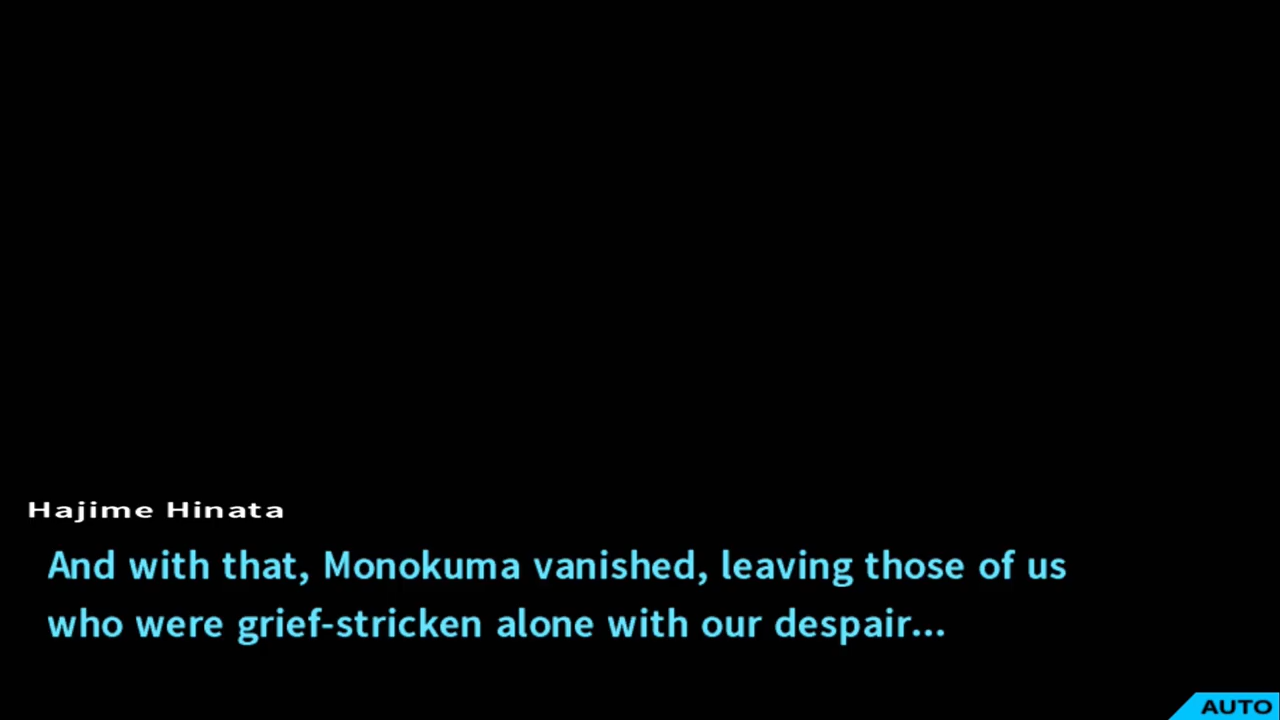 Hajime Hinata
And with that, Monokuma vanished, leaving those of us
who were grief-stricken alone with our despair...
AUTO